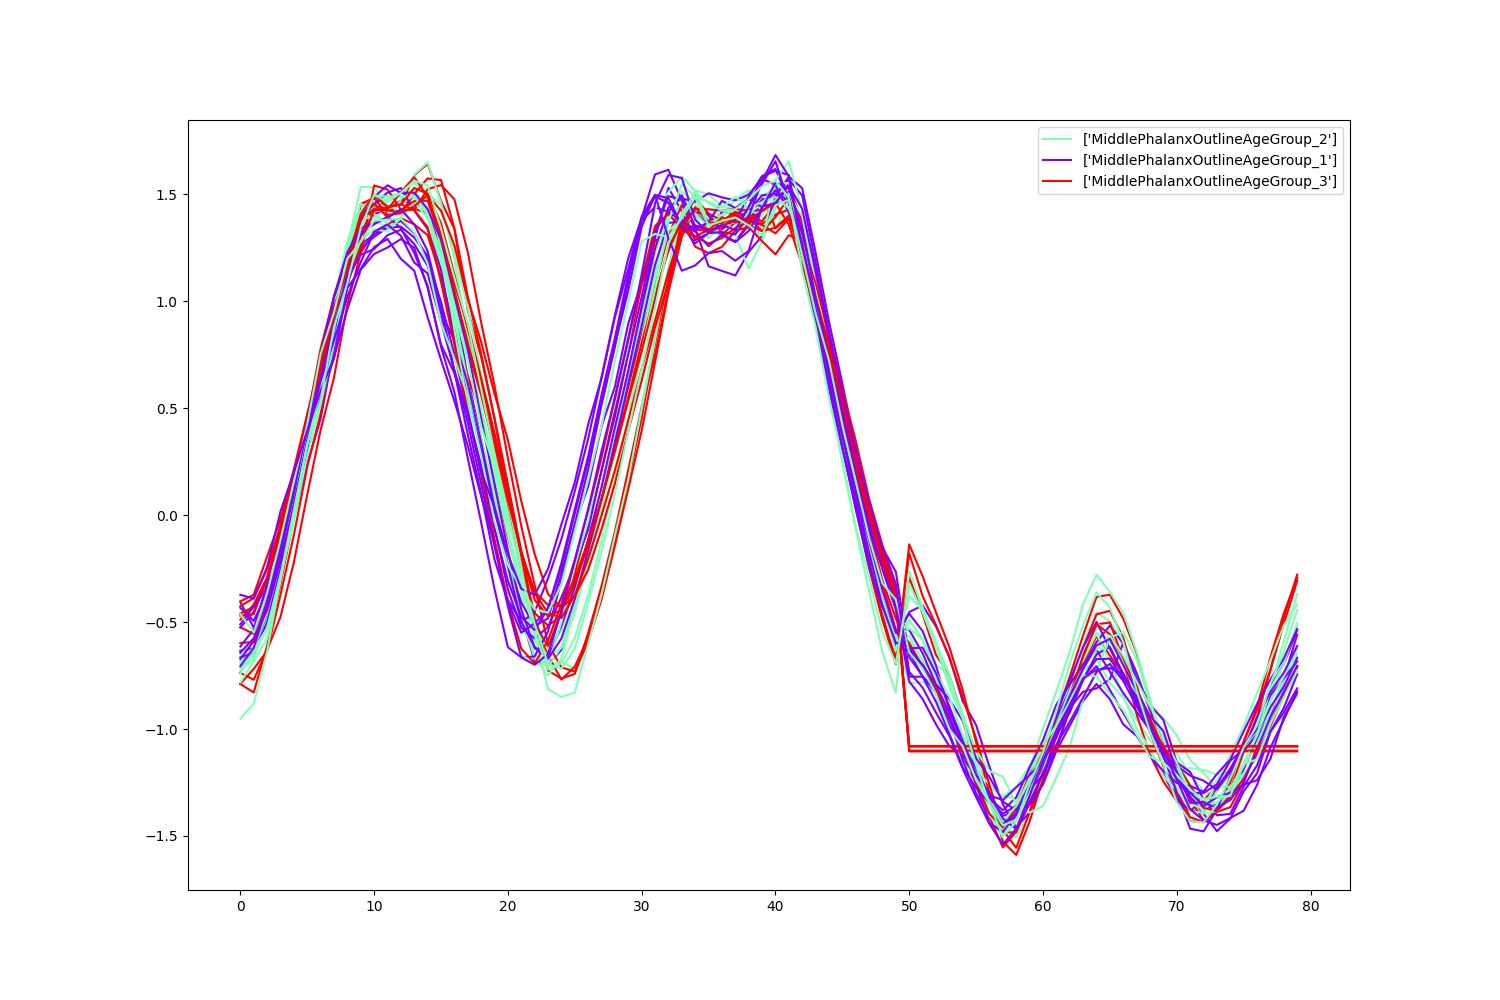 ['MiddlePhalanxOutlineAgeGroup_2']
['MiddlePhalanxOutlineAgeGroup_1']
['MiddlePhalanxOutlineAgeGroup_3']
1.5
1.0
0.5
0.0
−0.5
−1.0
−1.5
0 10 20 30 40 50 60 70 80